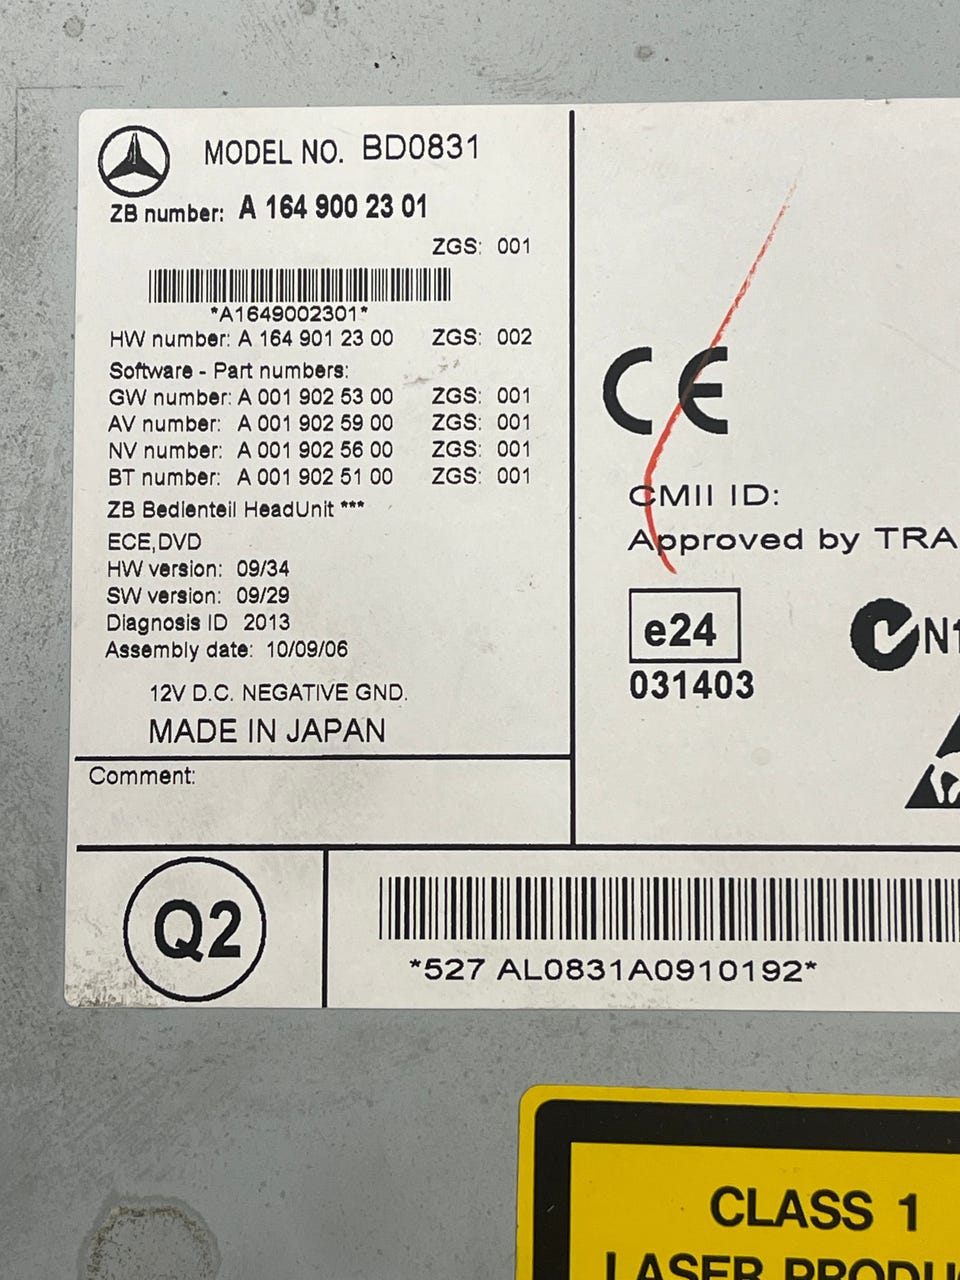 MODEL NO. BD0831
ZB number: A 164 900 23 01
ZGS: 001
*A1649002301*
HW number: A 164 901 23 00 ZGS: 002
Software - Part numbers:
GW number: A 001 902 53 00 ZGS: 001
AV number: A 001 902 59 00 ZGS: 001
NV number: A 001 902 56 00 ZGS: 001
BT number: A 001 902 51 00 ZGS: 001
ZB Bedienteil HeadUnit ***
ECE,DVD
HW version: 09/34
SW version: 09/29
Diagnosis ID 2013
Assembly date: 10/09/06
12V D.C. NEGATIVE GND.
MADE IN JAPAN
Comment:
CE
CMII ID:
Approved by TRA
e24
031403
N1
Q2
*527 AL0831A0910192*
CLASS 1
LASER PRODU